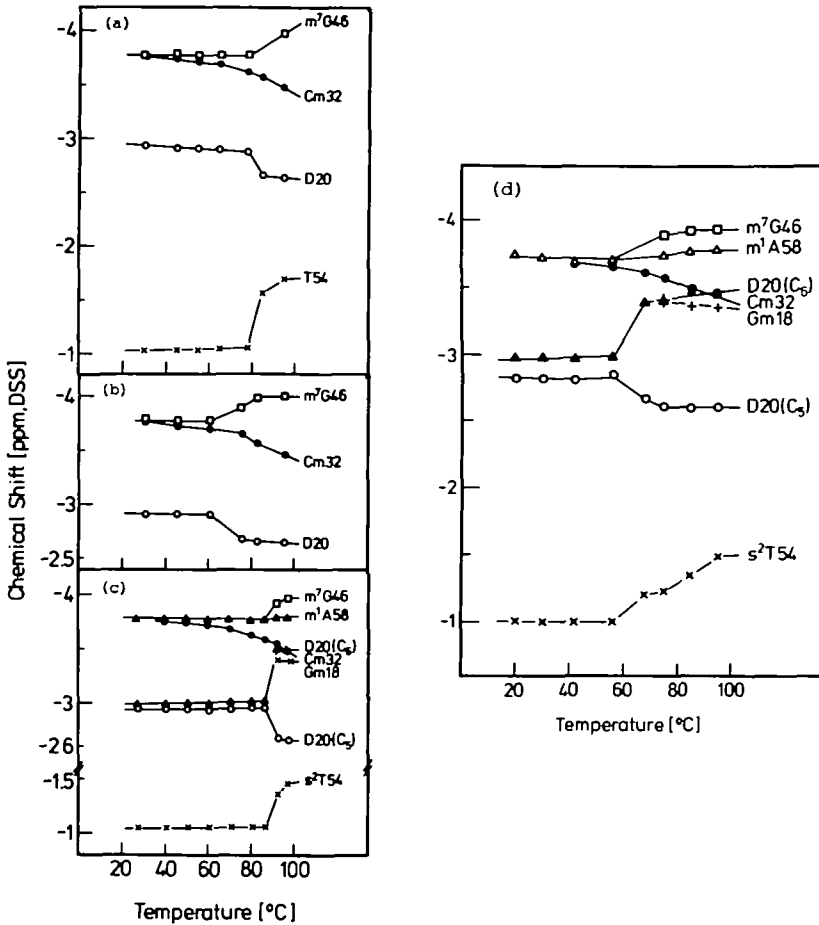 Chemical Shift [ppm,DSS]
(a)
-4
-3
-2
-1
m⁷G46
Cm32
D20
T54
(b)
-4
-3
-2.5
m⁷G46
Cm32
D20
(c)
-4
-3
-2.6
-1.5
-1
m⁷G46
m¹A58
D20(C₆)
Cm32
Gm18
D20(C₅)
s²T54
20 40 60 80 100
Temperature [°C]
(d)
-4
-3
-2
-1
m⁷G46
m¹A58
D20(C₆)
Cm32
Gm18
D20(C₅)
s²T54
20 40 60 80 100
Temperature [°C]